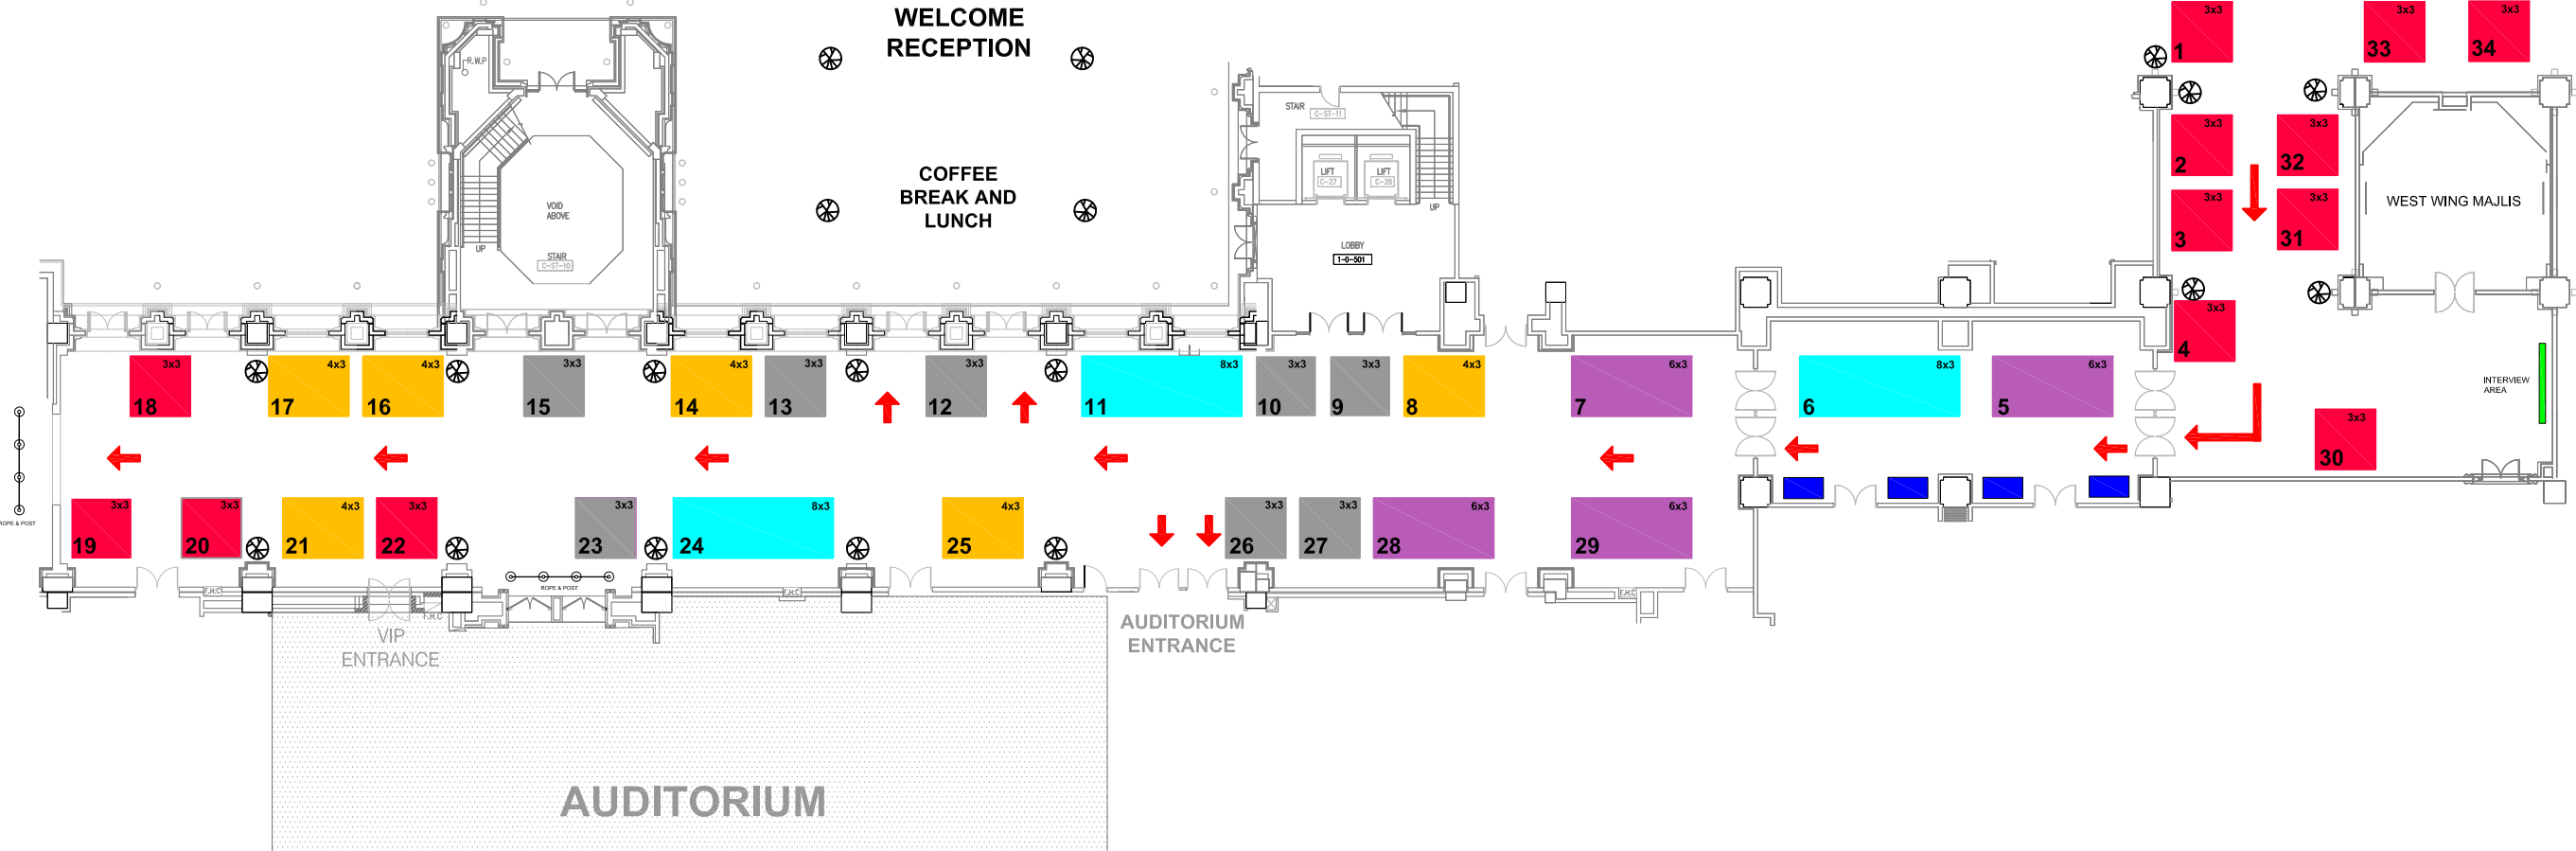 WELCOME
RECEPTION
COFFEE
BREAK AND
LUNCH
R.W.P
VOID
ABOVE
UP
STAIR
C-ST-10
STAIR
C-ST-11
LIFT
C-27
LIFT
C-28
UP
LOBBY
1-0-501
3x3
1
3x3
33
3x3
34
3x3
2
3x3
32
3x3
3
3x3
31
WEST WING MAJLIS
3x3
4
INTERVIEW
AREA
3x3
30
3x3
18
4x3
17
4x3
16
3x3
15
4x3
14
3x3
13
3x3
12
8x3
11
3x3
10
3x3
9
4x3
8
6x3
7
8x3
6
6x3
5
ROPE & POST
3x3
19
3x3
20
4x3
21
3x3
22
3x3
23
8x3
24
4x3
25
3x3
26
3x3
27
6x3
28
6x3
29
ROPE & POST
F.H.C
F.H.C
F.H.C
F.H.C
VIP
ENTRANCE
AUDITORIUM
ENTRANCE
AUDITORIUM